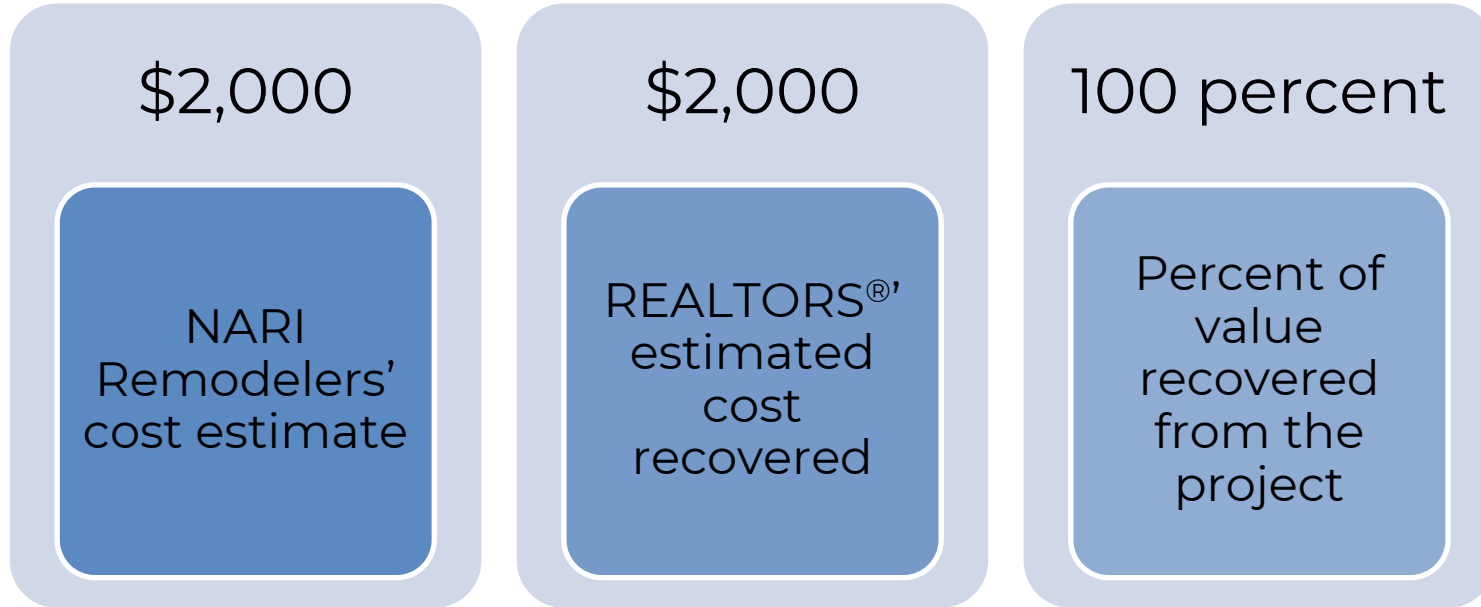 $2,000
NARI
Remodelers’
cost estimate
$2,000
REALTORS®’
estimated
cost
recovered
100 percent
Percent of
value
recovered
from the
project